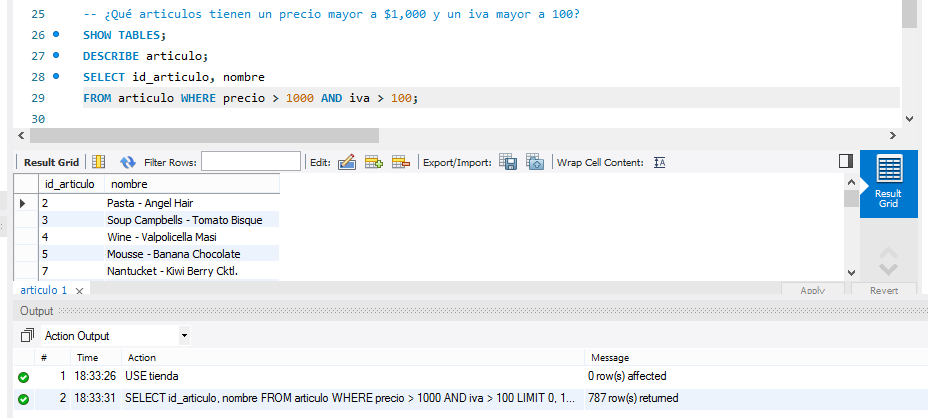 25 -- ¿Qué articulos tienen un precio mayor a $1,000 y un iva mayor a 100?
26 SHOW TABLES;
27 DESCRIBE articulo;
28 SELECT id_articulo, nombre
29 FROM articulo WHERE precio > 1000 AND iva > 100;
30
Result Grid Filter Rows: Edit: Export/Import: Wrap Cell Content: IA
id_articulo nombre
2 Pasta - Angel Hair
3 Soup Campbells - Tomato Bisque
4 Wine - Valpolicella Masi
5 Mousse - Banana Chocolate
7 Nantucket - Kiwi Berry Cktl.
Result
Grid
articulo 1 Apply Revert
Output
Action Output
# Time Action Message
1 18:33:26 USE tienda 0 row(s) affected
2 18:33:31 SELECT id_articulo, nombre FROM articulo WHERE precio > 1000 AND iva > 100 LIMIT 0, 1... 787 row(s) returned